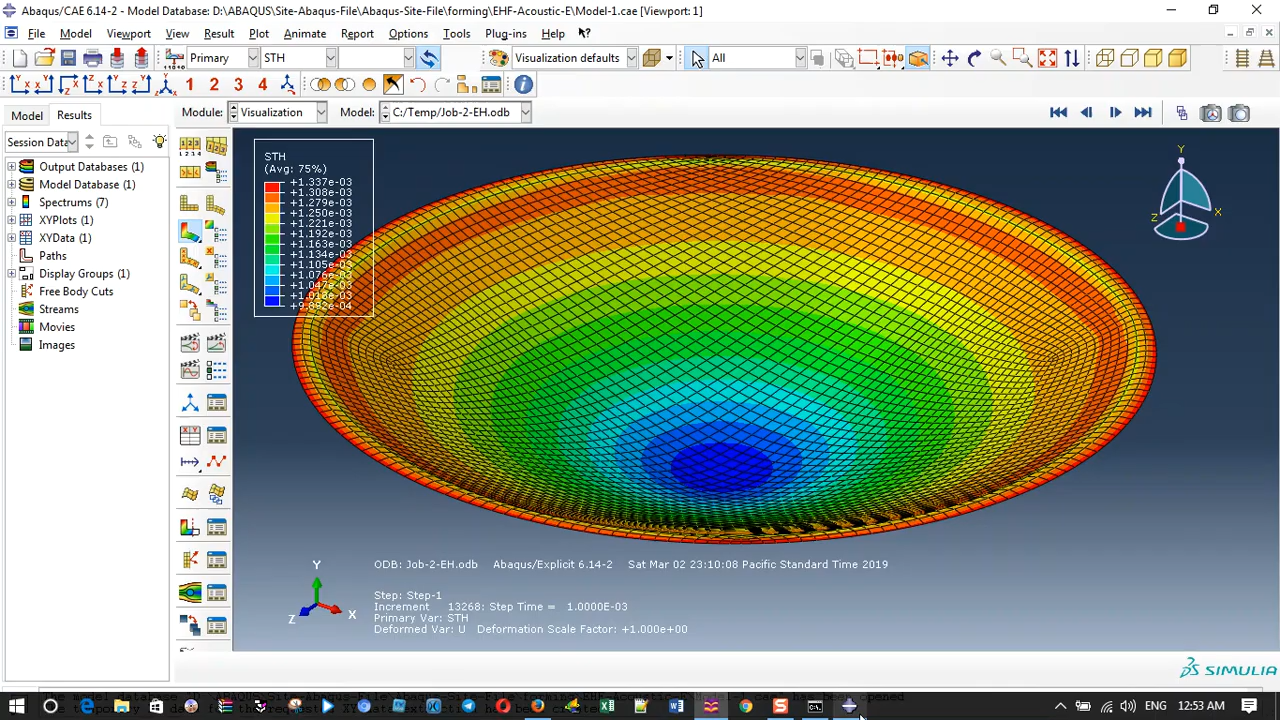 Abaqus/CAE 6.14-2 - Model Database: D:\ABAQUS\Site-Abaqus-File\Abaqus-Site-File\forming\EHF-Acoustic-E\Model-1.cae [Viewport: 1]
File Model Viewport View Result Plot Animate Report Options Tools Plug-ins Help
Primary STH Visualization defaults All
1 2 3 4
Model Results Module: Visualization Model: C:/Temp/Job-2-EH.odb
Session Data
Output Databases (1)
Model Database (1)
Spectrums (7)
XYPlots (1)
XYData (1)
Paths
Display Groups (1)
Free Body Cuts
Streams
Movies
Images
STH
(Avg: 75%)
+1.337e-03
+1.308e-03
+1.279e-03
+1.250e-03
+1.221e-03
+1.192e-03
+1.163e-03
+1.134e-03
+1.105e-03
+1.076e-03
+1.047e-03
Y
X
Z
ODB: Job-2-EH.odb Abaqus/Explicit 6.14-2 Sat Mar 02 23:10:08 Pacific Standard Time 2019
Step: Step-1
Increment 13268: Step Time = 1.0000E-03
Primary Var: STH
Deformed Var: U Deformation Scale Factor: +1.000e+00
Y
Z X
SIMULIA
12:53 AM